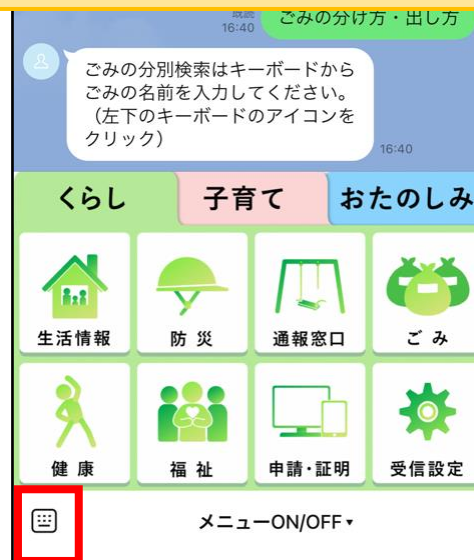 既読
16:40
ごみの分け方・出し方
ごみの分別検索はキーボードから
ごみの名前を入力してください。
（左下のキーボードのアイコンを
クリック）
16:40
くらし
子育て
おたのしみ
生活情報
防災
通報窓口
ごみ
健康
福祉
申請・証明
受信設定
メニューON/OFF▾